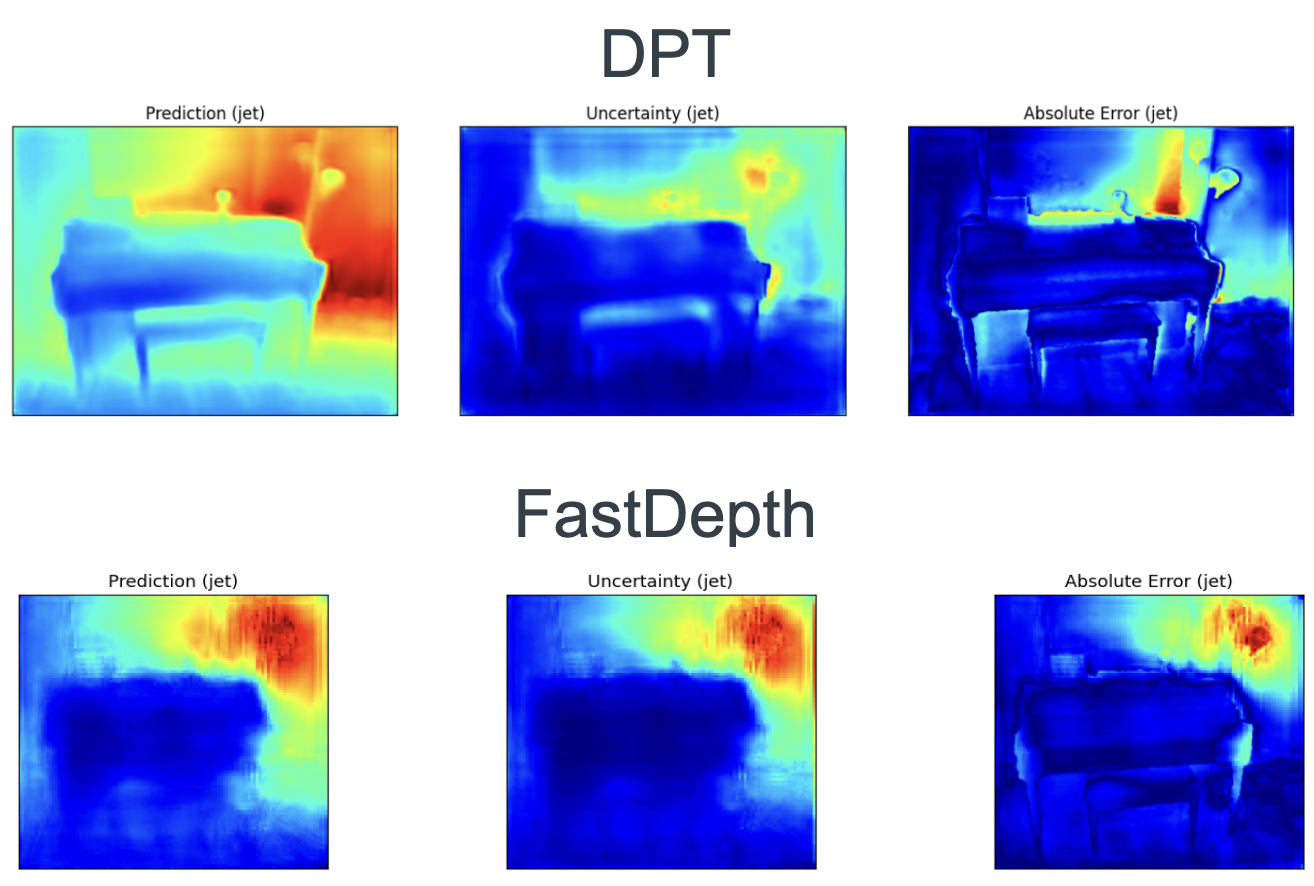 DPT
Prediction (jet)
Uncertainty (jet)
Absolute Error (jet)
FastDepth
Prediction (jet)
Uncertainty (jet)
Absolute Error (jet)